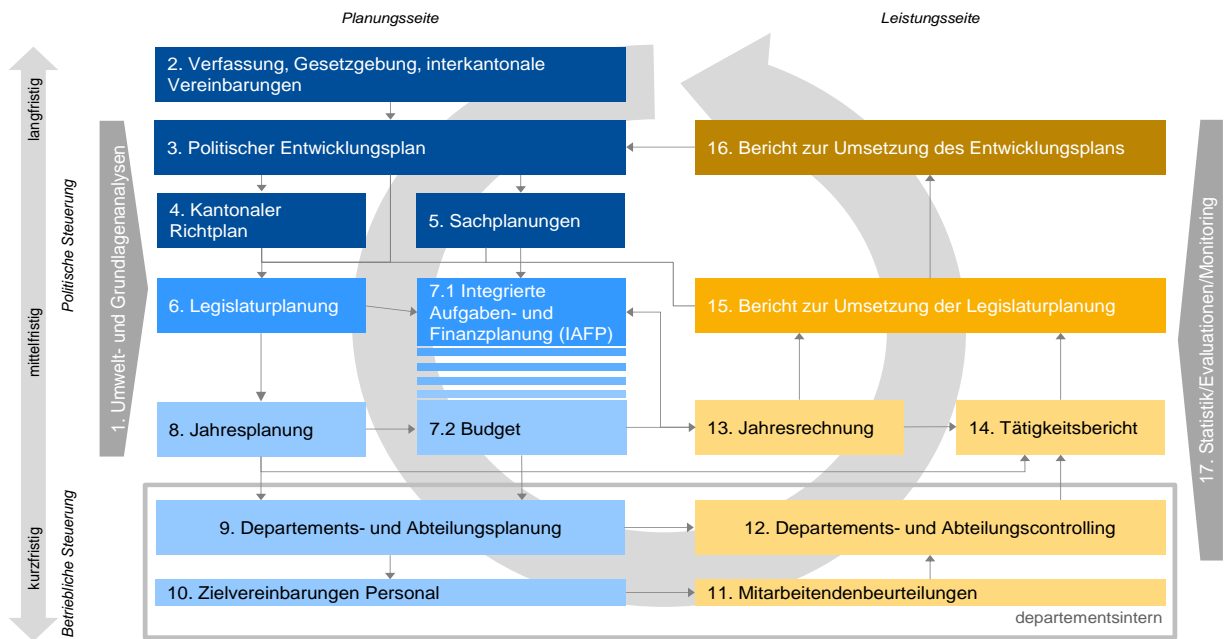 Planungsseite
Leistungsseite
langfristig
mittelfristig
kurzfristig
Politische Steuerung
Betriebliche Steuerung
1. Umwelt- und Grundlagenanalysen
2. Verfassung, Gesetzgebung, interkantonale
Vereinbarungen
3. Politischer Entwicklungsplan
16. Bericht zur Umsetzung des Entwicklungsplans
4. Kantonaler
Richtplan
5. Sachplanungen
6. Legislaturplanung
7.1 Integrierte
Aufgaben- und
Finanzplanung (IAFP)
15. Bericht zur Umsetzung der Legislaturplanung
8. Jahresplanung
7.2 Budget
13. Jahresrechnung
14. Tätigkeitsbericht
9. Departements- und Abteilungsplanung
12. Departements- und Abteilungscontrolling
10. Zielvereinbarungen Personal
11. Mitarbeitendenbeurteilungen
departementsintern
17. Statistik/Evaluationen/Monitoring